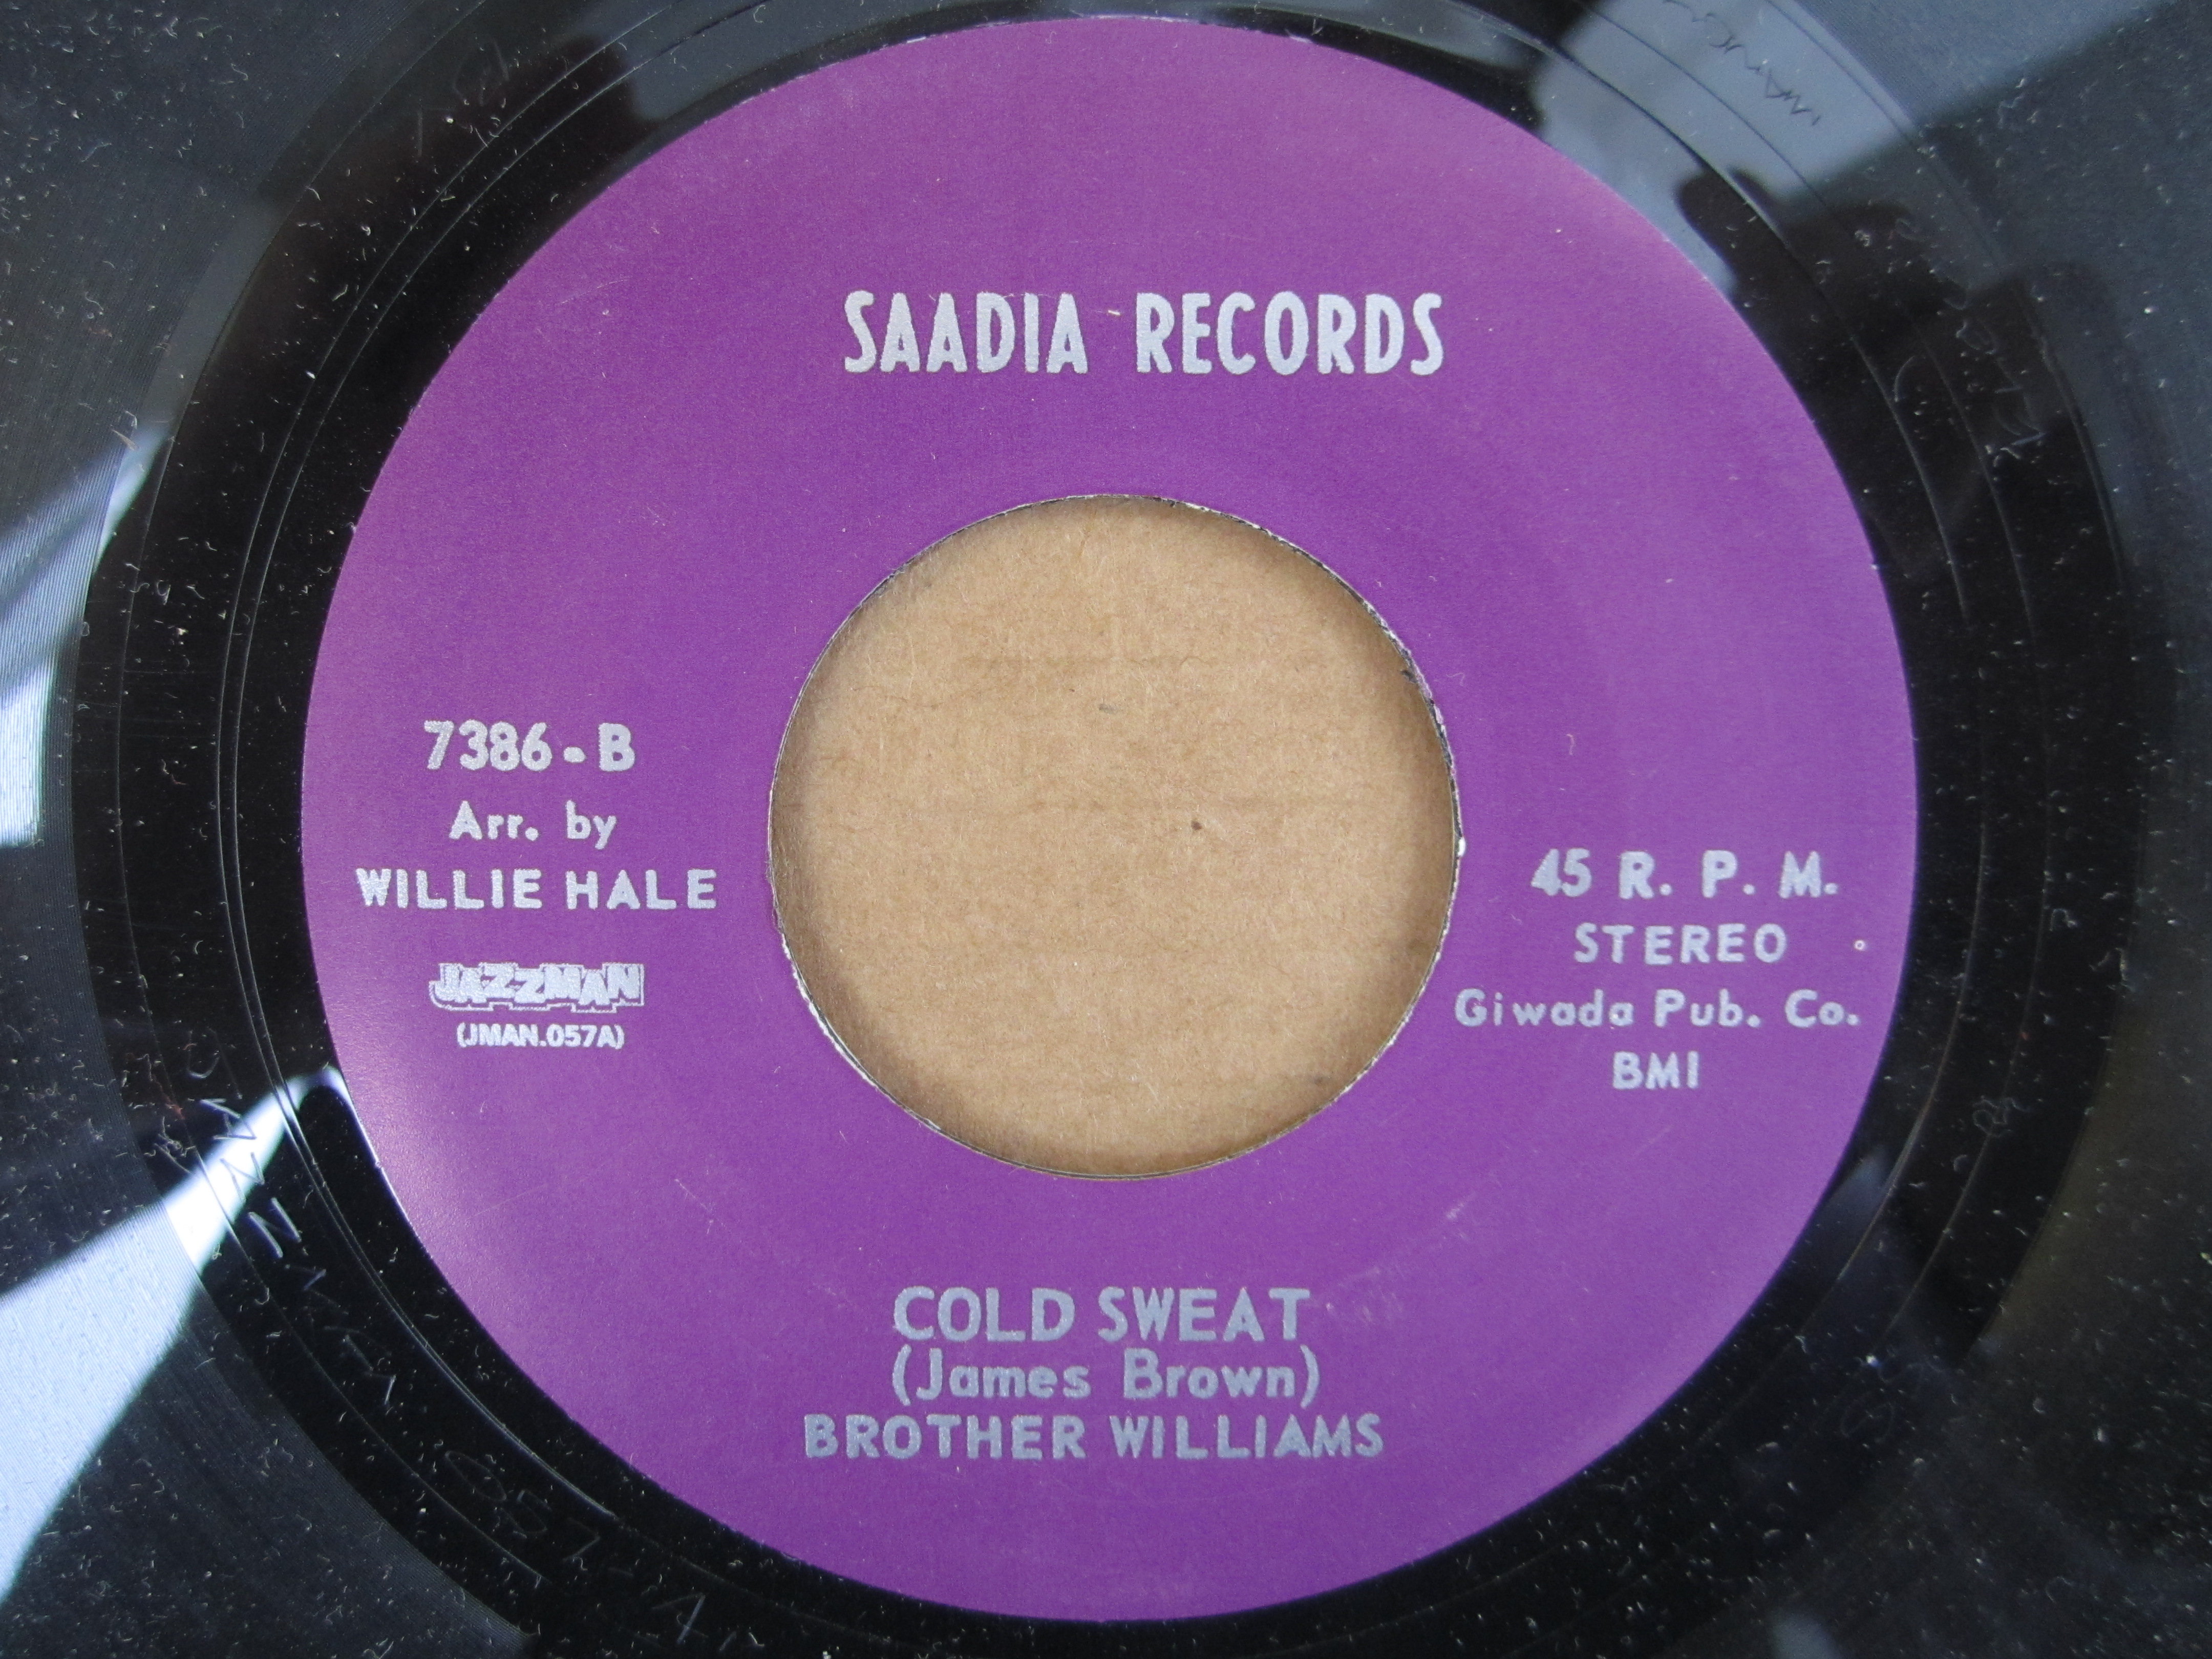 SAADIA RECORDS
7386-B
Arr. by
WILLIE HALE
JAZZMAN
(JMAN.057A)
45 R. P. M.
STEREO
Giwada Pub. Co.
BMI
COLD SWEAT
(James Brown)
BROTHER WILLIAMS